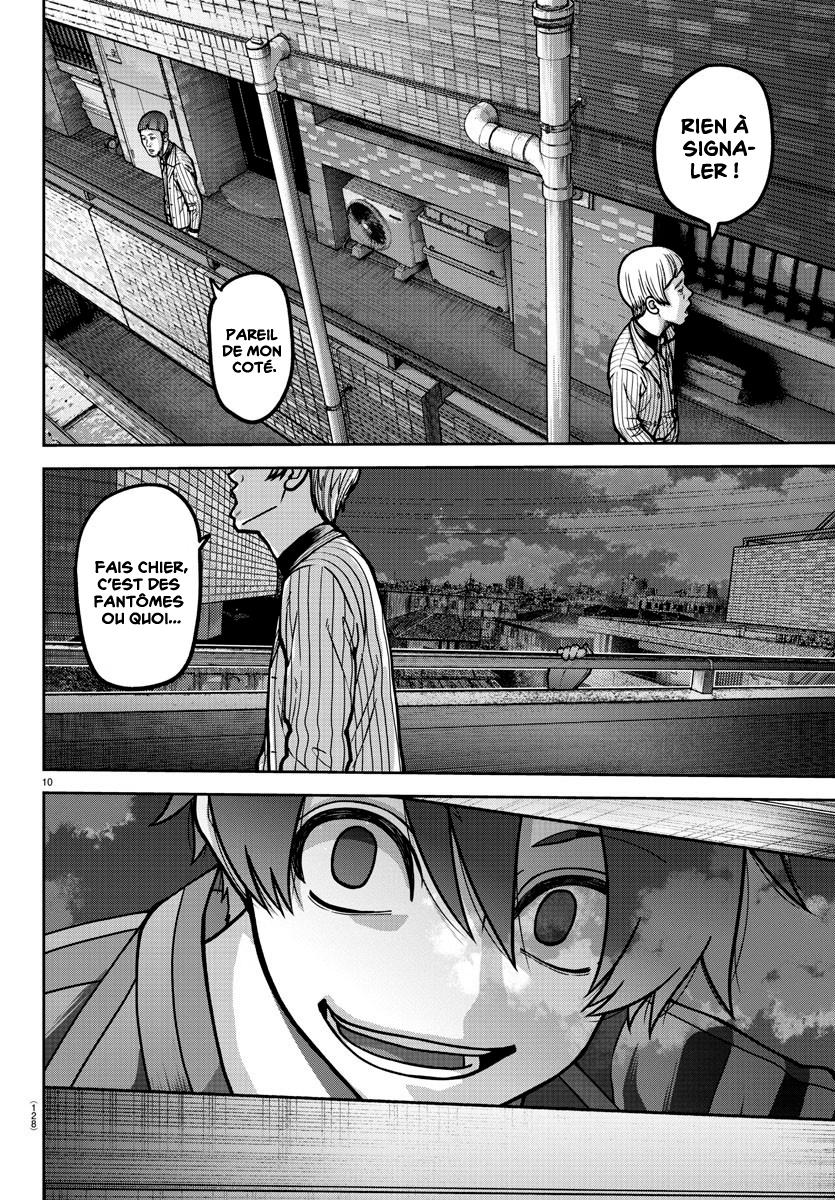 RIEN À
SIGNA-
LER !
PAREIL
DE MON
COTÉ.
FAIS CHIER,
C'EST DES
FANTÔMES
OU QUOI...
10
(128)